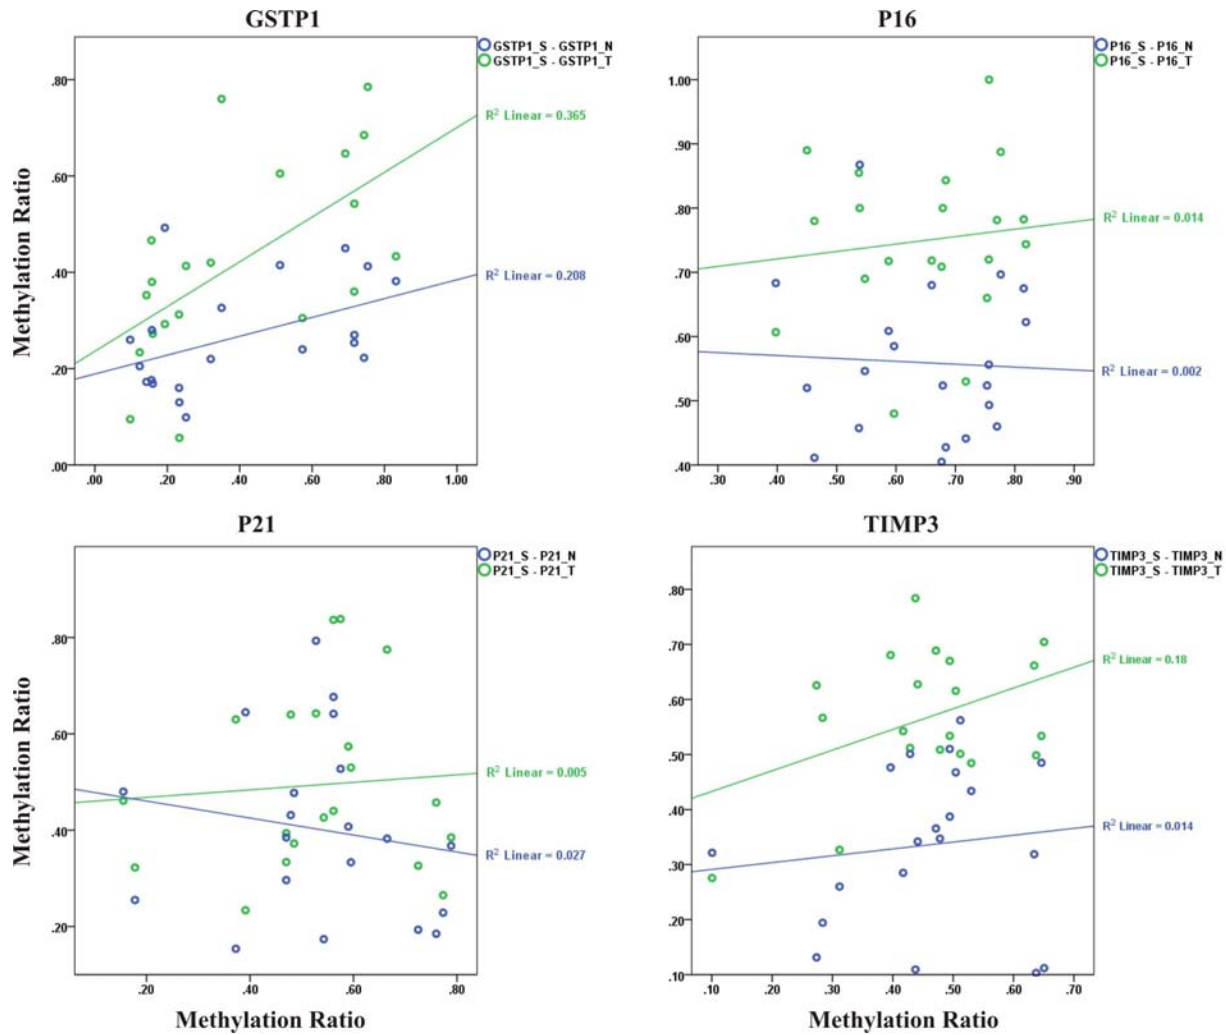 GSTP1
GSTP1_S - GSTP1_N
GSTP1_S - GSTP1_T
R² Linear = 0.365
R² Linear = 0.208
Methylation Ratio
.80
.60
.40
.20
.00
.00 .20 .40 .60 .80 1.00
P16
P16_S - P16_N
P16_S - P16_T
R² Linear = 0.014
R² Linear = 0.002
1.00
.90
.80
.70
.60
.50
.40
.30 .40 .50 .60 .70 .80 .90
P21
P21_S - P21_N
P21_S - P21_T
R² Linear = 0.005
R² Linear = 0.027
Methylation Ratio
.80
.60
.40
.20
.20 .40 .60 .80
Methylation Ratio
TIMP3
TIMP3_S - TIMP3_N
TIMP3_S - TIMP3_T
R² Linear = 0.18
R² Linear = 0.014
.80
.70
.60
.50
.40
.30
.20
.10
.10 .20 .30 .40 .50 .60 .70
Methylation Ratio